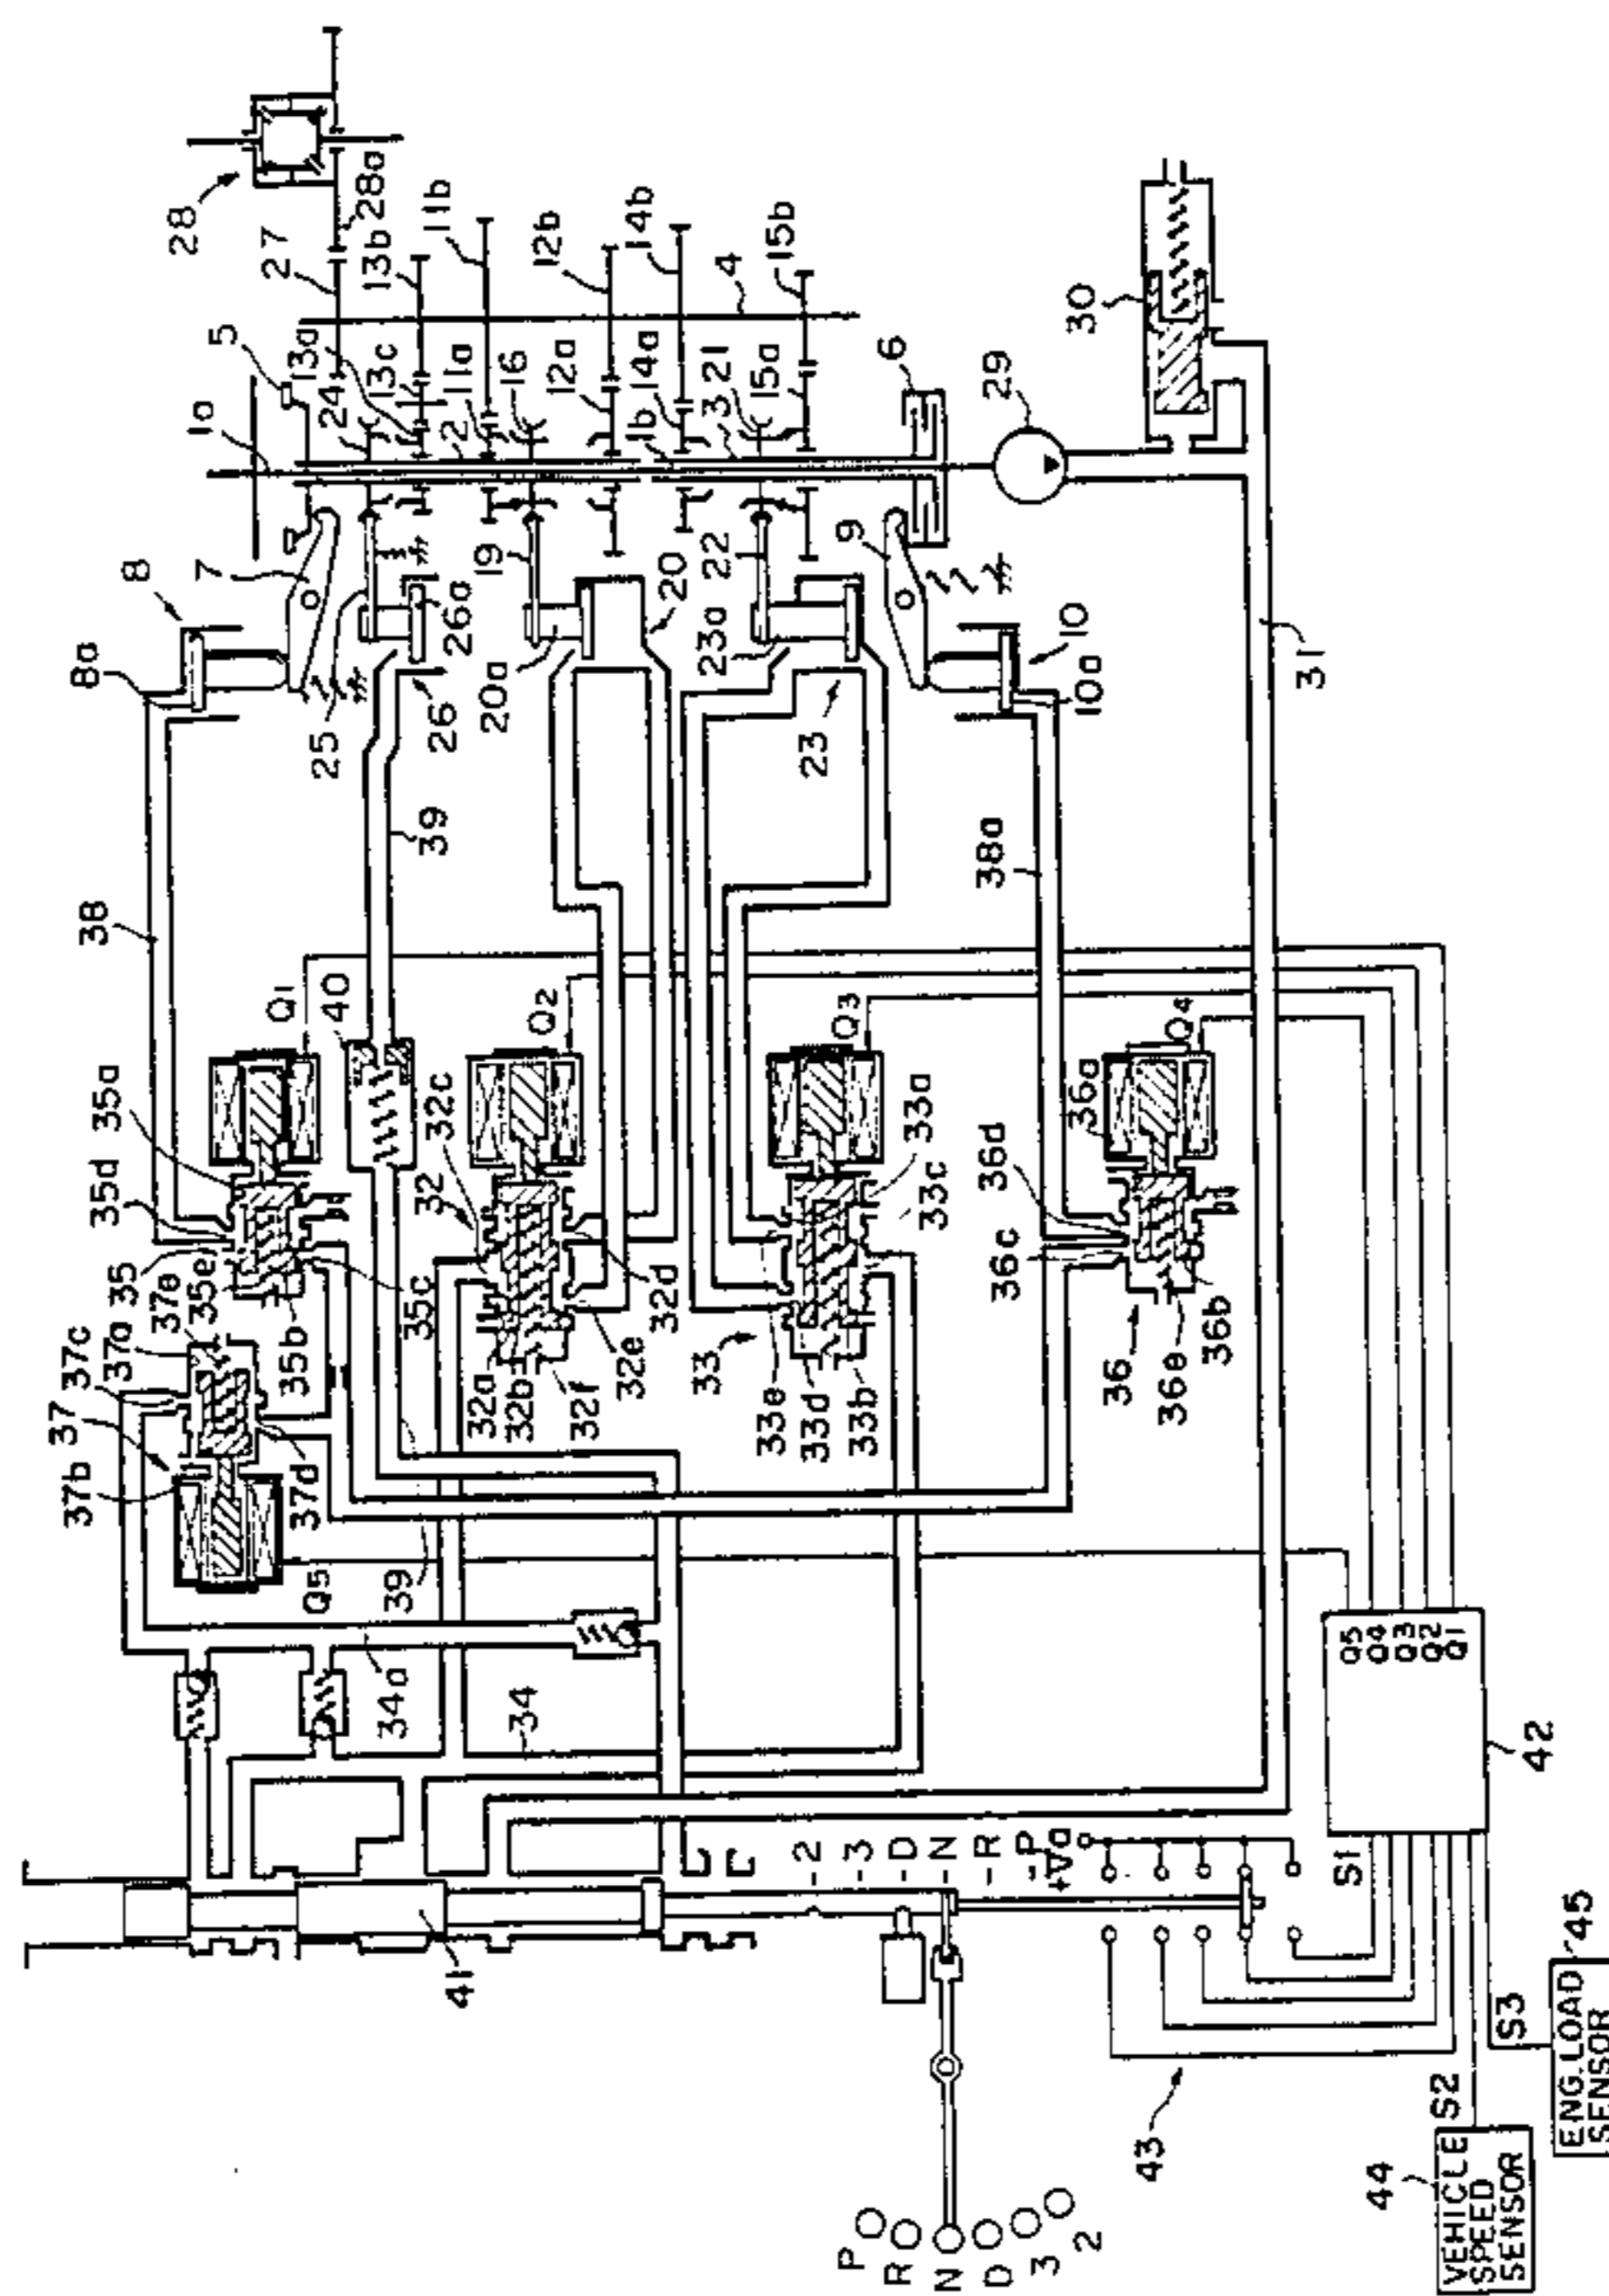 28
28a
27
13b
11b
12b
14b
4
15b
30
1a
5
24
13a
13c
11a
2
16
12a
1b
14a
3
21
15a
6
29
8
8a
7
25
26
26a
19
20a
20
22
23a
23
9
10
10a
31
38
39
38a
Q1
40
Q2
Q3
Q4
35a
35d
35
35e
35c
35b
32c
32
32d
32e
32a
32b
32f
33a
33c
33
33e
33d
33b
36a
36d
36c
36
36e
36b
37e
37a
37c
37
37b
37d
Q5
39
34a
34
Q5
Q4
Q3
Q2
Q1
42
41
2
3
D
N
R
P
+Va
S1
43
S2
S3
44
VEHICLE
SPEED
SENSOR
45
ENG.LOAD
SENSOR
P
R
N
D
3
2